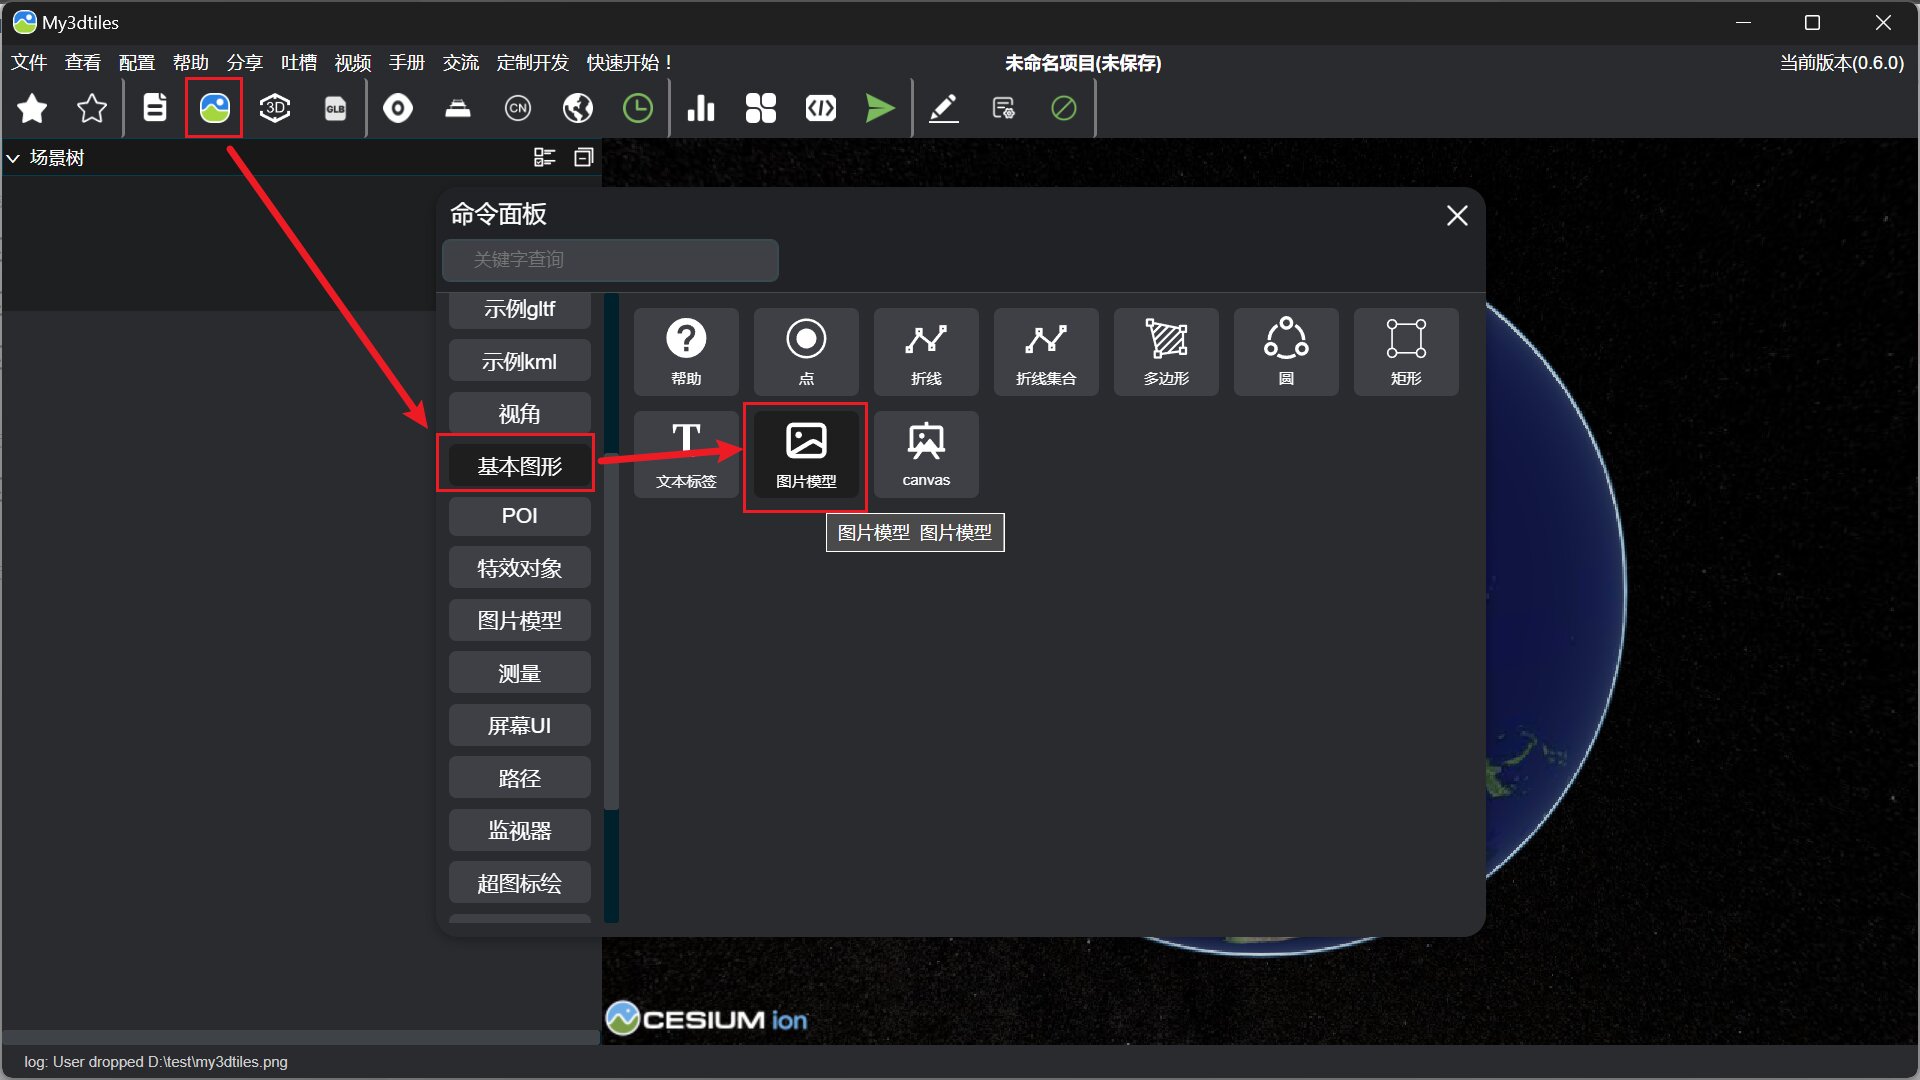 My3dtiles
文件 查看 配置 帮助 分享 吐槽 视频 手册 交流 定制开发 快速开始！ 未命名项目(未保存) 当前版本(0.6.0)
3D GLB CN
场景树
命令面板
关键字查询
示例gltf
示例kml
视角
基本图形
POI
特效对象
图片模型
测量
屏幕UI
路径
监视器
超图标绘
帮助 点 折线 折线集合 多边形 圆 矩形
T
文本标签 图片模型 canvas
图片模型 图片模型
CESIUM ion
log: User dropped D:\test\my3dtiles.png